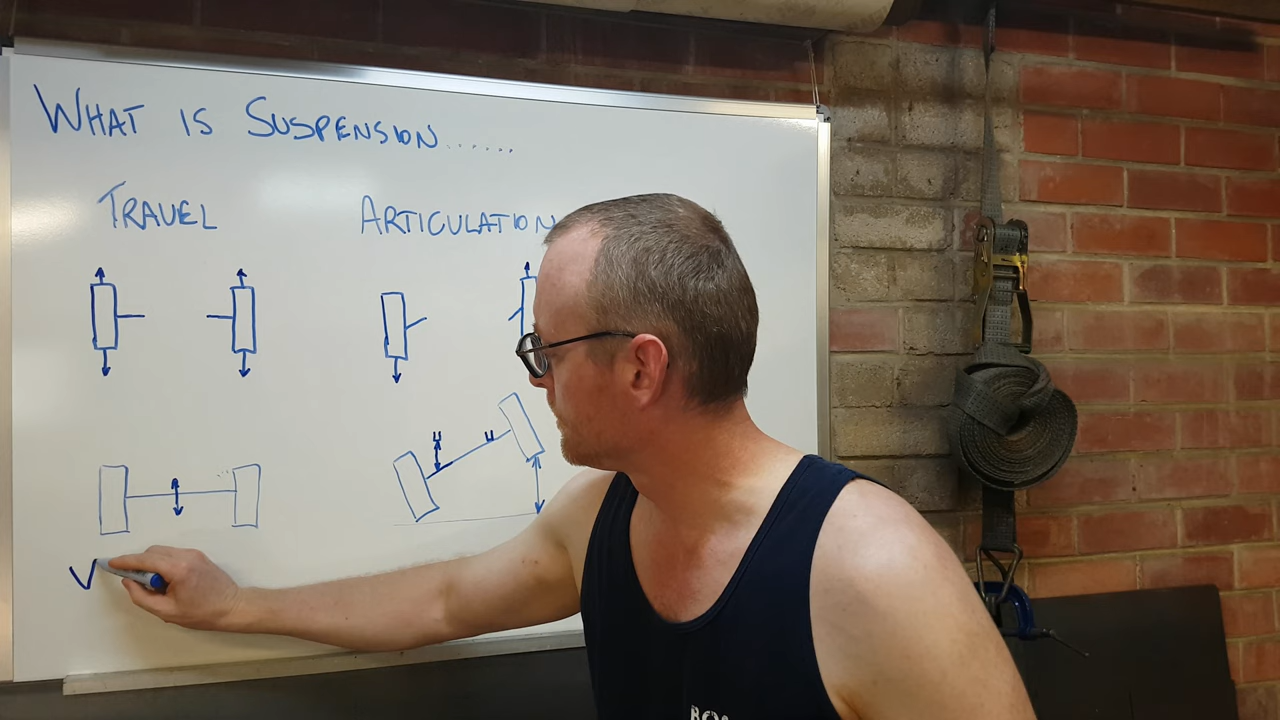 WHAT IS SUSPENSION......
TRAVEL
ARTICULATION
V